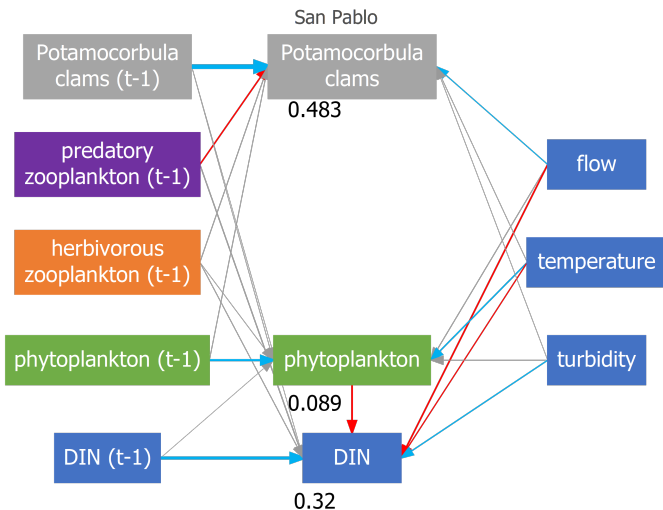 San Pablo
Potamocorbula
clams (t-1)
Potamocorbula
clams
0.483
predatory
zooplankton (t-1)
flow
herbivorous
zooplankton (t-1)
temperature
phytoplankton (t-1)
phytoplankton
turbidity
0.089
DIN (t-1)
DIN
0.32